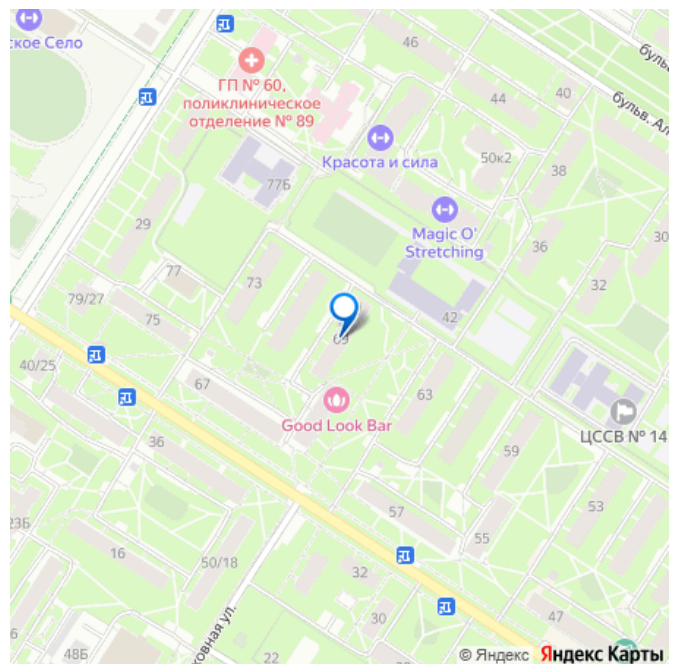 ское Село
46
буль
ГП № 60,
поликлиническое
отделение № 89
44
40
бульв. Ал
Красота и сила
50к2
38
77Б
29
Magic O'
Stretching
36
30
77
73
32
79/27
75
42
40/25
67
63
Good Look Bar
ЦССВ № 14
36
59
53
23Б
57
16
55
50/18
32
30
47
ховная ул.
48Б
22
© Яндекс Яндекс Карты